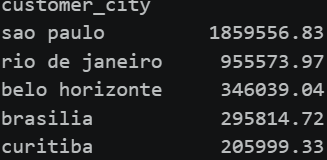 customer_city
sao paulo 1859556.83
rio de janeiro 955573.97
belo horizonte 346039.04
brasilia 295814.72
curitiba 205999.33